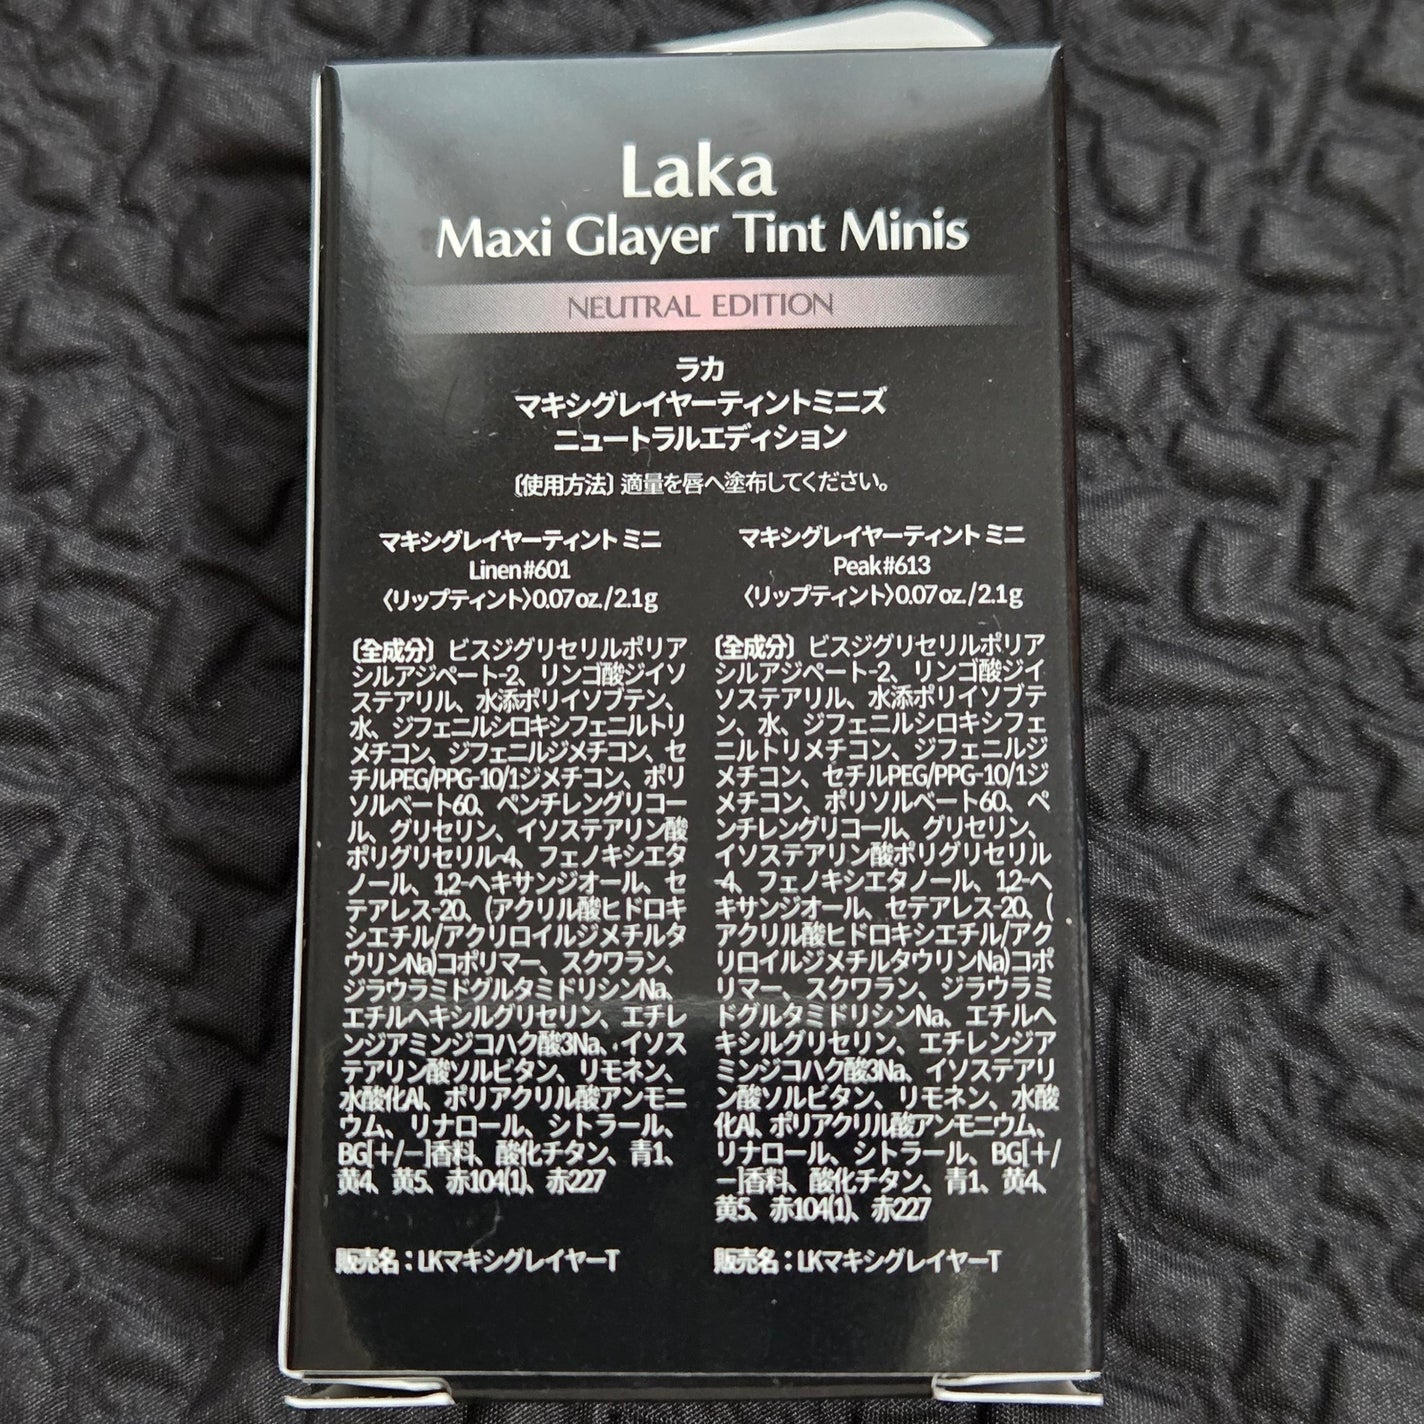 Laka
Maxi Glayer Tint Minis
NEUTRAL EDITION
ラカ
マキシグレイヤーティントミニズ
ニュートラルエディション
〔使用方法〕適量を唇へ塗布してください。
マキシグレイヤーティント ミニ
Linen#601
〈リップティント〉0.07oz./2.1g
〔全成分〕ビスジグリセリルポリア
シルアジペート-2、リンゴ酸ジイソ
ステアリル、水添ポリイソブテン、
水、ジフェニルシロキシフェニルトリ
メチコン、ジフェニルジメチコン、セ
チルPEG/PPG-10/1ジメチコン、ポリ
ソルベート60、ペンチレングリコー
ル、グリセリン、イソステアリン酸
ポリグリセリル-4、フェノキシエタ
ノール、1,2-ヘキサンジオール、セ
テアレス-20、(アクリル酸ヒドロキ
シエチル/アクリロイルジメチルタ
ウリンNa)コポリマー、スクワラン、
ジラウラミドグルタミドリシンNa、
エチルヘキシルグリセリン、エチレ
ンジアミンジコハク酸3Na、イソス
テアリン酸ソルビタン、リモネン、
水酸化Al、ポリアクリル酸アンモニ
ウム、リナロール、シトラール、
BG[+/-]香料、酸化チタン、青1、
黄4、黄5、赤104(1)、赤227
販売名：LKマキシグレイヤーT
マキシグレイヤーティント ミニ
Peak#613
〈リップティント〉0.07oz./2.1g
〔全成分〕ビスジグリセリルポリア
シルアジペート-2、リンゴ酸ジイ
ソステアリル、水添ポリイソブテ
ン、水、ジフェニルシロキシフェ
ニルトリメチコン、ジフェニルジ
メチコン、セチルPEG/PPG-10/1ジ
メチコン、ポリソルベート60、ペ
ンチレングリコール、グリセリン、
イソステアリン酸ポリグリセリル
-4、フェノキシエタノール、1,2-ヘ
キサンジオール、セテアレス-20、(
アクリル酸ヒドロキシエチル/アク
リロイルジメチルタウリンNa)コポ
リマー、スクワラン、ジラウラミ
ドグルタミドリシンNa、エチルヘ
キシルグリセリン、エチレンジア
ミンジコハク酸3Na、イソステアリ
ン酸ソルビタン、リモネン、水酸
化Al、ポリアクリル酸アンモニウム、
リナロール、シトラール、BG[+/
-]香料、酸化チタン、青1、黄4、
黄5、赤104(1)、赤227
販売名：LKマキシグレイヤーT